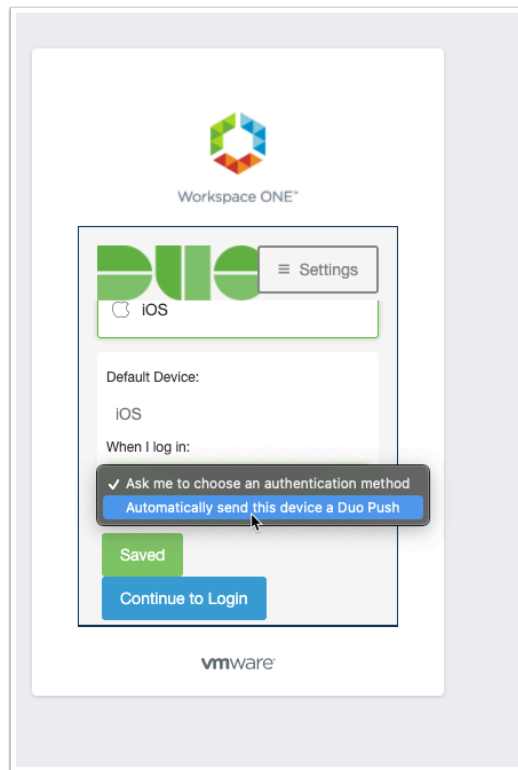 Workspace ONE™
DUO
≡ Settings
iOS
Default Device:
iOS
When I log in:
✓ Ask me to choose an authentication method
Automatically send this device a Duo Push
Saved
Continue to Login
vmware